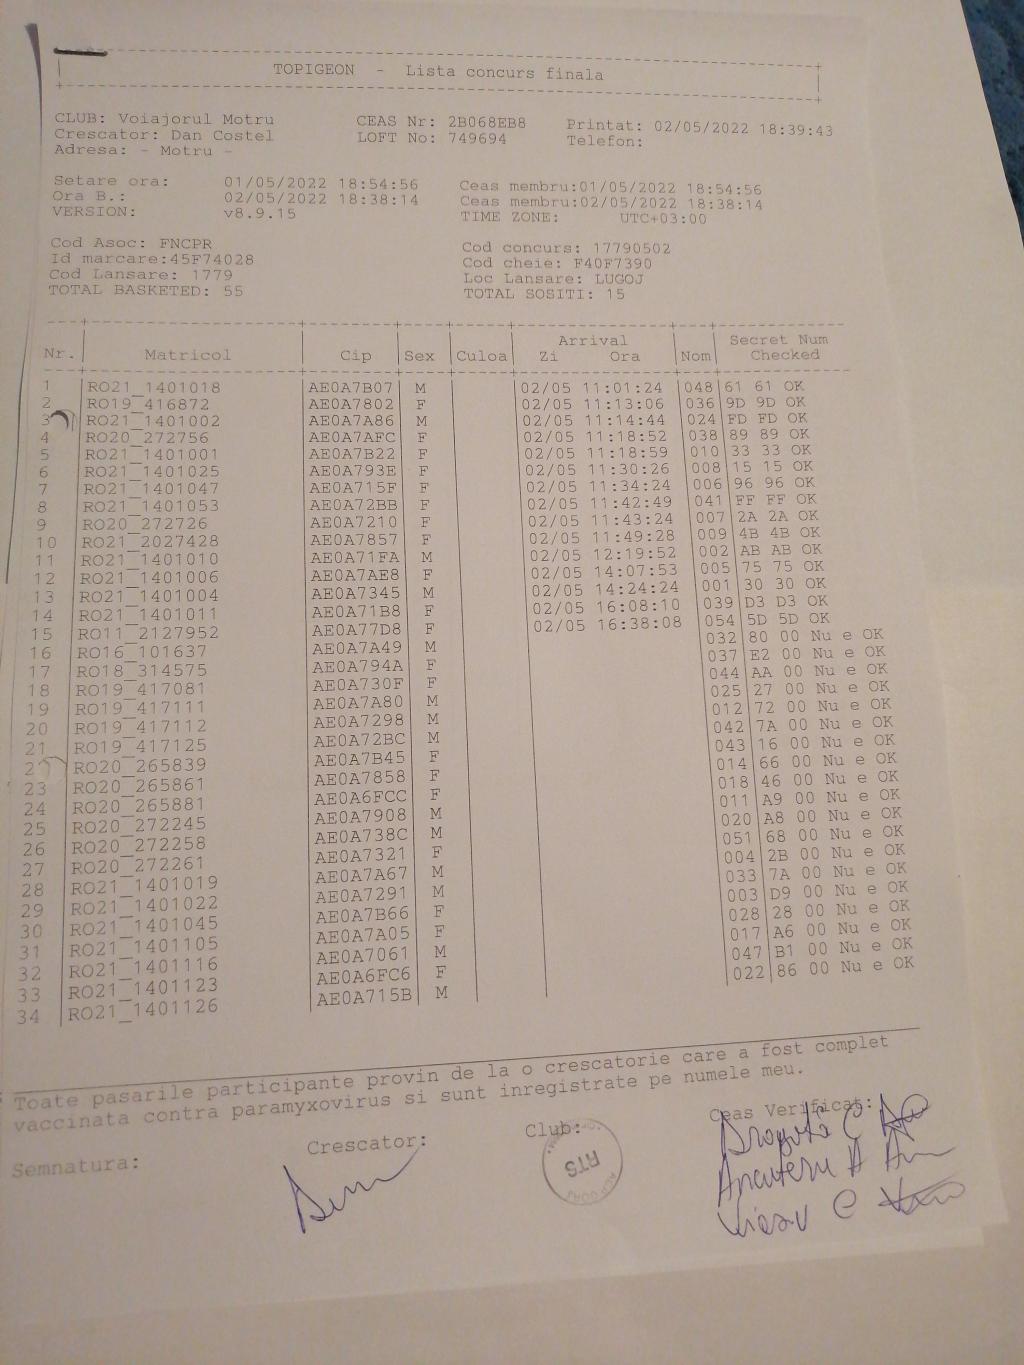 TOPIGEON - Lista concurs finala
CLUB: Voiajorul Motru CEAS Nr: 2B068EB8 Printat: 02/05/2022 18:39:43
Crescator: Dan Costel LOFT No: 749694 Telefon:
Adresa: - Motru -
Setare ora: 01/05/2022 18:54:56 Ceas membru:01/05/2022 18:54:56
Ora B.: 02/05/2022 18:38:14 Ceas membru:02/05/2022 18:38:14
VERSION: v8.9.15 TIME ZONE: UTC+03:00
Cod Asoc: FNCPR Cod concurs: 17790502
Id marcare:45F74028 Cod cheie: F40F7390
Cod Lansare: 1779 Loc Lansare: LUGOJ
TOTAL BASKETED: 55 TOTAL SOSITI: 15
Arrival Secret Num
Nr. Matricol Cip Sex Culoa Zi Ora Nom Checked
1 RO21_1401018 AE0A7B07 M 02/05 11:01:24 048 61 61 OK
2 RO19_416872 AE0A7802 F 02/05 11:13:06 036 9D 9D OK
3 RO21_1401002 AE0A7A86 M 02/05 11:14:44 024 FD FD OK
4 RO20_272756 AE0A7AFC F 02/05 11:18:52 038 89 89 OK
5 RO21_1401001 AE0A7B22 F 02/05 11:18:59 010 33 33 OK
6 RO21_1401025 AE0A793E F 02/05 11:30:26 008 15 15 OK
7 RO21_1401047 AE0A715F F 02/05 11:34:24 006 96 96 OK
8 RO21_1401053 AE0A72BB F 02/05 11:42:49 041 FF FF OK
9 RO20_272726 AE0A7210 F 02/05 11:43:24 007 2A 2A OK
10 RO21_2027428 AE0A7857 F 02/05 11:49:28 009 4B 4B OK
11 RO21_1401010 AE0A71FA M 02/05 12:19:52 002 AB AB OK
12 RO21_1401006 AE0A7AE8 F 02/05 14:07:53 005 75 75 OK
13 RO21_1401004 AE0A7345 M 02/05 14:24:24 001 30 30 OK
14 RO21_1401011 AE0A71B8 F 02/05 16:08:10 039 D3 D3 OK
15 RO11_2127952 AE0A77D8 F 02/05 16:38:08 054 5D 5D OK
16 RO16_101637 AE0A7A49 M 032 80 00 Nu e OK
17 RO18_314575 AE0A794A F 037 E2 00 Nu e OK
18 RO19_417081 AE0A730F F 044 AA 00 Nu e OK
19 RO19_417111 AE0A7A80 M 025 27 00 Nu e OK
20 RO19_417112 AE0A7298 M 012 72 00 Nu e OK
21 RO19_417125 AE0A72BC M 042 7A 00 Nu e OK
2 RO20_265839 AE0A7B45 F 043 16 00 Nu e OK
23 RO20_265861 AE0A7858 F 014 66 00 Nu e OK
24 RO20_265881 AE0A6FCC F 018 46 00 Nu e OK
25 RO20_272245 AE0A7908 M 011 A9 00 Nu e OK
26 RO20_272258 AE0A738C M 020 A8 00 Nu e OK
27 RO20_272261 AE0A7321 F 051 68 00 Nu e OK
28 RO21_1401019 AE0A7A67 M 004 2B 00 Nu e OK
29 RO21_1401022 AE0A7291 M 033 7A 00 Nu e OK
30 RO21_1401045 AE0A7B66 F 003 D9 00 Nu e OK
31 RO21_1401105 AE0A7A05 F 028 28 00 Nu e OK
32 RO21_1401116 AE0A7061 M 017 A6 00 Nu e OK
33 RO21_1401123 AE0A6FC6 F 047 B1 00 Nu e OK
34 RO21_1401126 AE0A715B M 022 86 00 Nu e OK
Toate pasarile participante provin de la o crescatorie care a fost complet
vaccinata contra paramyxovirus si sunt inregistrate pe numele meu.
Semnatura: Crescator: Club: Ceas Verificat:
RTS